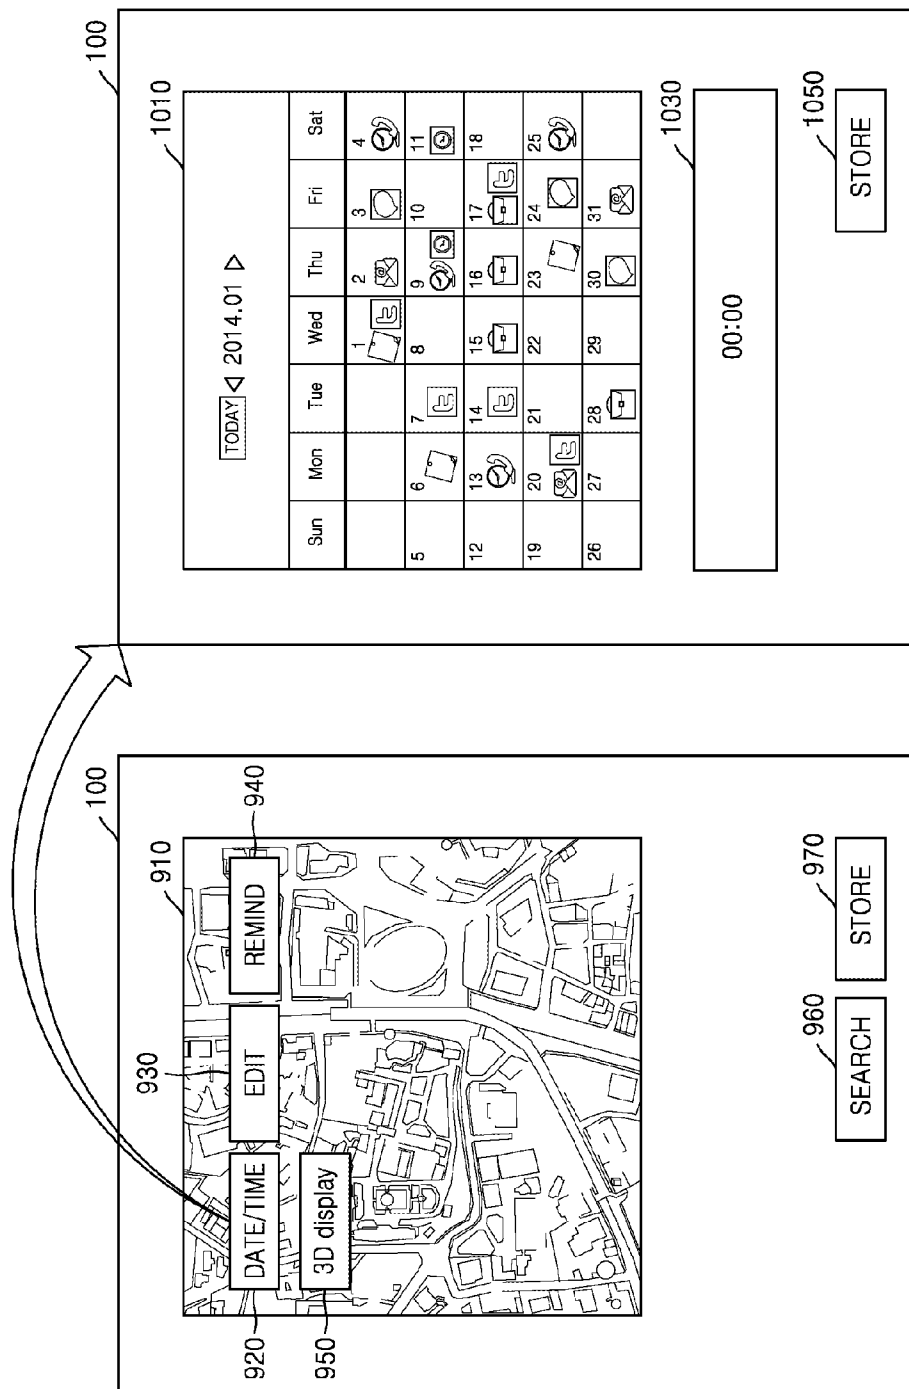 100
910
920
DATE/TIME
930
EDIT
REMIND
940
950
3D display
960
SEARCH
970
STORE
100
1010
TODAY ◁ 2014.01 ▷
Sun Mon Tue Wed Thu Fri Sat
1 t 2 @ 3 4
5 6 7 t 8 9 10 11
12 13 14 t 15 16 17 t 18
19 20 @ t 21 22 23 24 25
26 27 28 29 30 31 @
1030
00:00
1050
STORE